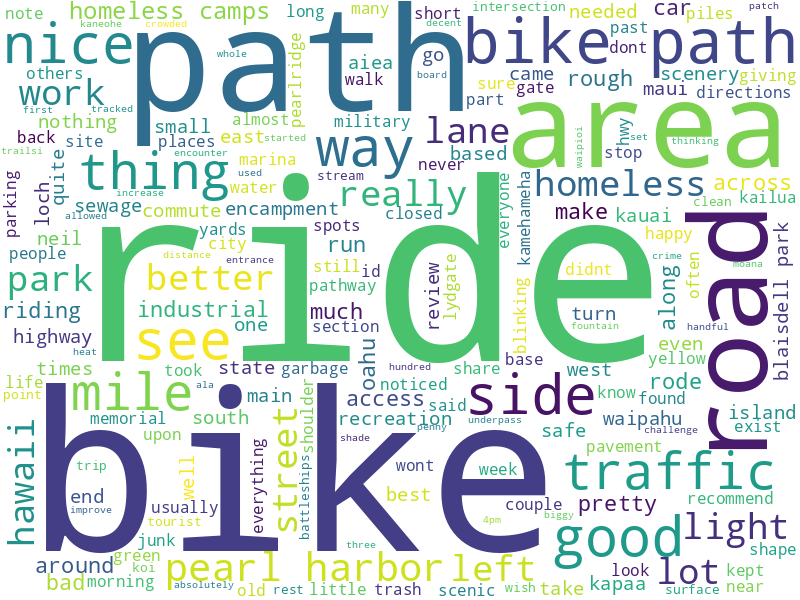 note homeless camps long many short intersection needed car piles patch
kaneohe crowded decent
nice path bike path
others whole go past dont
work nothing almost pearlridge aiea walk board came gate rough scenery giving
first tracked sure part maui directions
back site places small east military way lane area
trailsi encounter started never based stop hwy waipioi set thinking
parking loch quite thing marina water stream really homeless across
sewage commute encampment closed everyone kamehameha make kauai clean kailua
increase used
neil allowed yards spots run still id lydgate happy often crime moana
people park city distance pathway didnt road
riding better entrance ride review blinking turn along blaisdell park
highway industrial one much section fountain handful
see oahu base west even yellow
times took state garbage share know rode
life heat hundred noticed
point mile ala main access side found island
memorial south shoulder recreation said penny underpass waipahu exist
hawaii upon street shade safe challenge
trip bike wont pavement traffic
end well everything battleships week
improve usually best couple pretty recommend
tourist 4pm biggy good light
junk three shape
around green koi pearl harbor left lot look kept
bad morning absolutely old rest little trash scenic wish take kapaa surface near